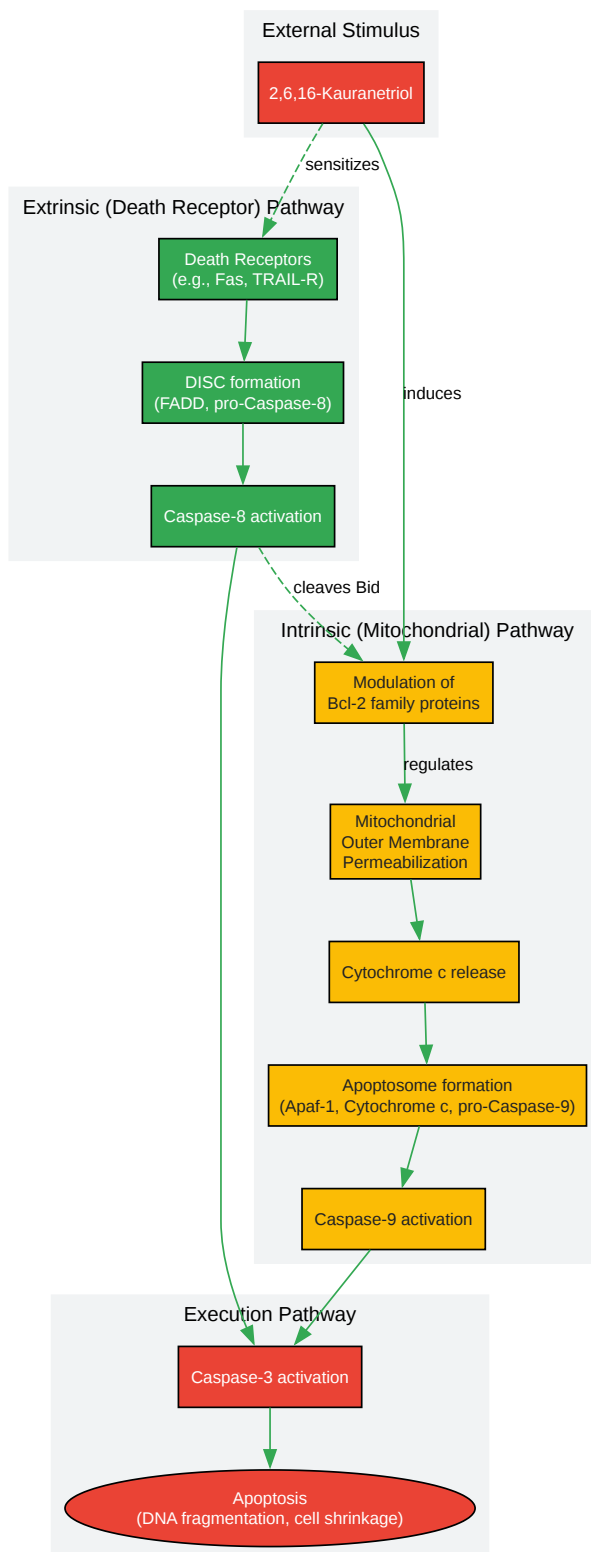 External Stimulus
2,6,16-Kauranetriol
sensitizes
Extrinsic (Death Receptor) Pathway
Death Receptors
(e.g., Fas, TRAIL-R)
DISC formation
(FADD, pro-Caspase-8)
induces
Caspase-8 activation
cleaves Bid
Intrinsic (Mitochondrial) Pathway
Modulation of
Bcl-2 family proteins
regulates
Mitochondrial
Outer Membrane
Permeabilization
Cytochrome c release
Apoptosome formation
(Apaf-1, Cytochrome c, pro-Caspase-9)
Caspase-9 activation
Execution Pathway
Caspase-3 activation
Apoptosis
(DNA fragmentation, cell shrinkage)